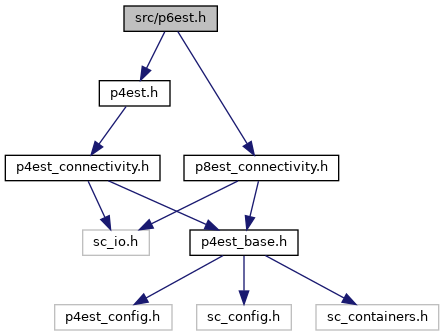 src/p6est.h
p4est.h
p4est_connectivity.h
p8est_connectivity.h
sc_io.h
p4est_base.h
p4est_config.h
sc_config.h
sc_containers.h